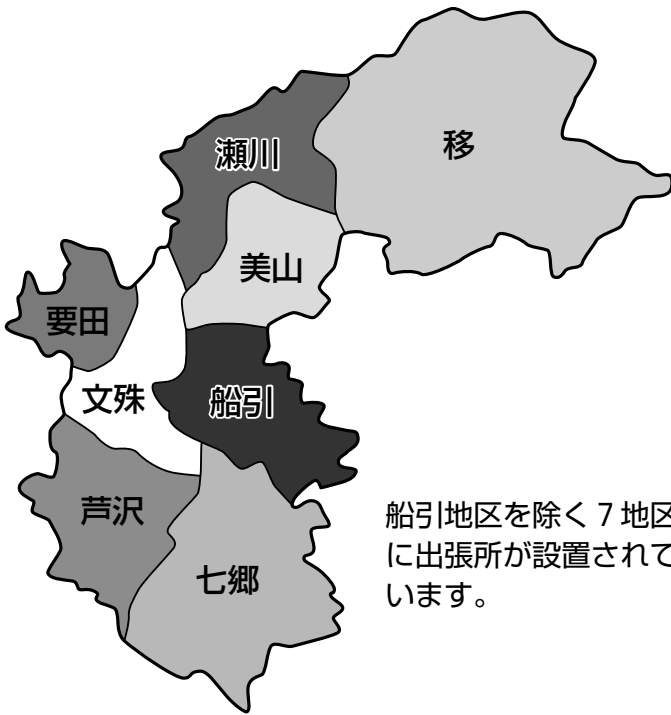 移
瀬川
美山
要田
文殊
船引
芦沢
七郷
船引地区を除く7地区
に出張所が設置されて
います。